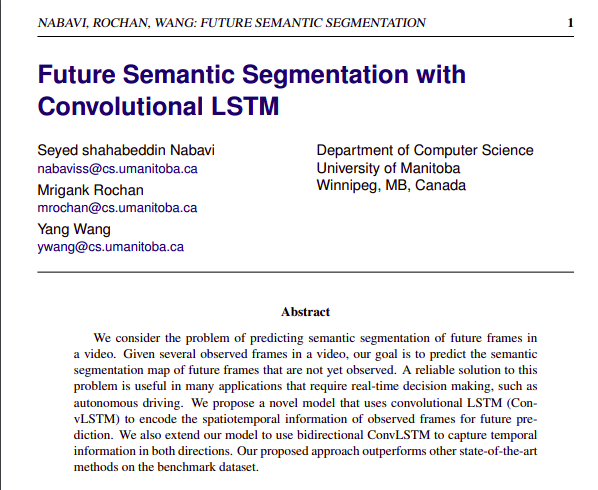 NABAVI, ROCHAN, WANG: FUTURE SEMANTIC SEGMENTATION 1
Future Semantic Segmentation with
Convolutional LSTM
Seyed shahabeddin Nabavi
nabaviss@cs.umanitoba.ca
Mrigank Rochan
mrochan@cs.umanitoba.ca
Yang Wang
ywang@cs.umanitoba.ca
Department of Computer Science
University of Manitoba
Winnipeg, MB, Canada
Abstract
We consider the problem of predicting semantic segmentation of future frames in
a video. Given several observed frames in a video, our goal is to predict the semantic
segmentation map of future frames that are not yet observed. A reliable solution to this
problem is useful in many applications that require real-time decision making, such as
autonomous driving. We propose a novel model that uses convolutional LSTM (Con-
vLSTM) to encode the spatiotemporal information of observed frames for future pre-
diction. We also extend our model to use bidirectional ConvLSTM to capture temporal
information in both directions. Our proposed approach outperforms other state-of-the-art
methods on the benchmark dataset.